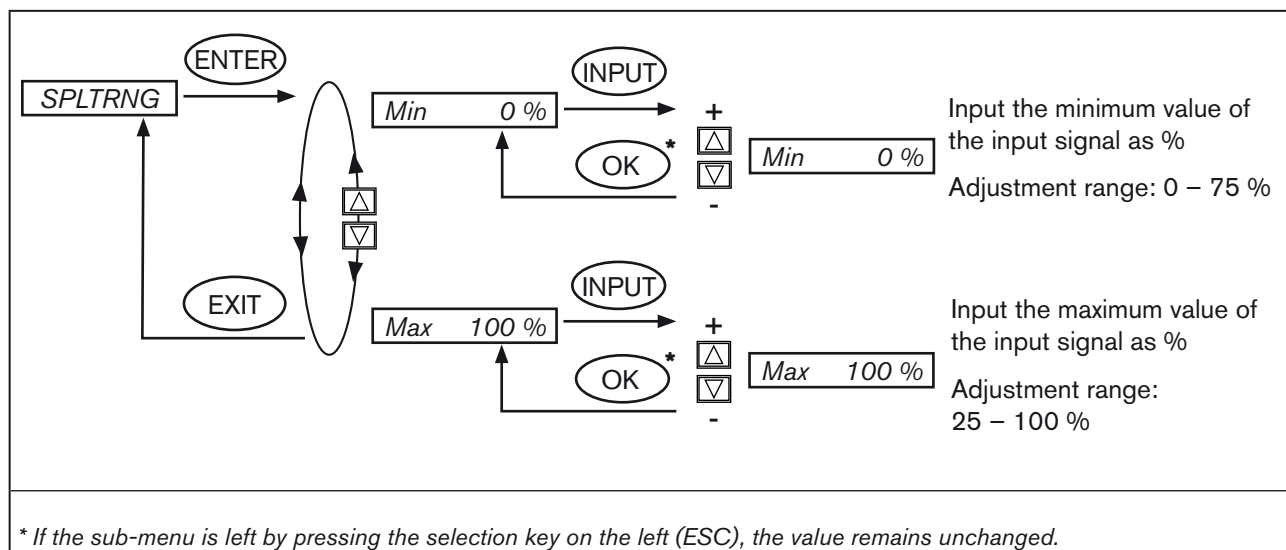 ENTER
SPLTRNG
EXIT
Min 0 %
INPUT
OK *
+
-
Min 0 %
Input the minimum value of
the input signal as %
Adjustment range: 0 – 75 %
Max 100 %
INPUT
OK *
+
-
Max 100 %
Input the maximum value of
the input signal as %
Adjustment range:
25 – 100 %
* If the sub-menu is left by pressing the selection key on the left (ESC), the value remains unchanged.